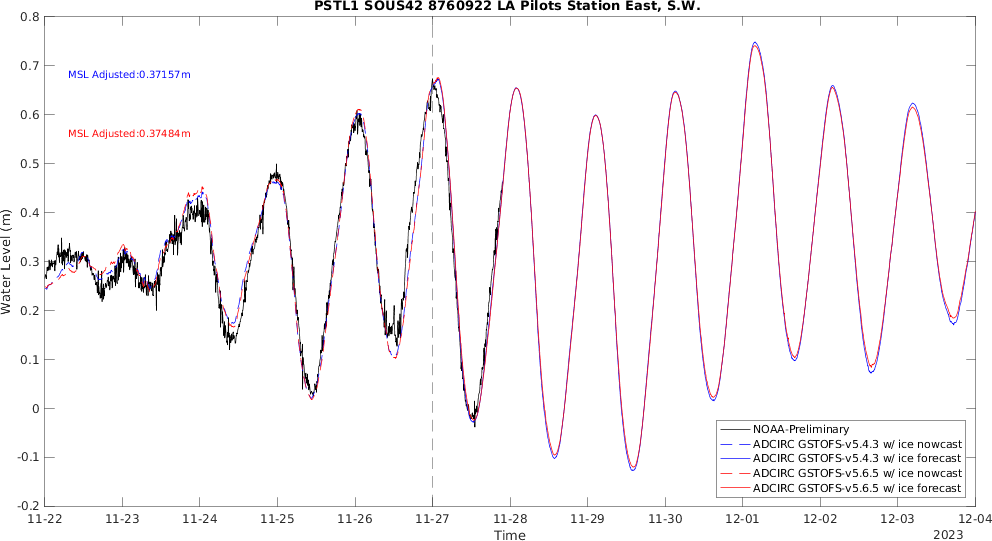 PSTL1 SOUS42 8760922 LA Pilots Station East, S.W.
0.8
0.7
0.6
0.5
0.4
0.3
0.2
0.1
0
-0.1
-0.2
Water Level (m)
MSL Adjusted:0.37157m
MSL Adjusted:0.37484m
NOAA-Preliminary
ADCIRC GSTOFS-v5.4.3 w/ ice nowcast
ADCIRC GSTOFS-v5.4.3 w/ ice forecast
ADCIRC GSTOFS-v5.6.5 w/ ice nowcast
ADCIRC GSTOFS-v5.6.5 w/ ice forecast
11-22 11-23 11-24 11-25 11-26 11-27 11-28 11-29 11-30 12-01 12-02 12-03 12-04
Time
2023